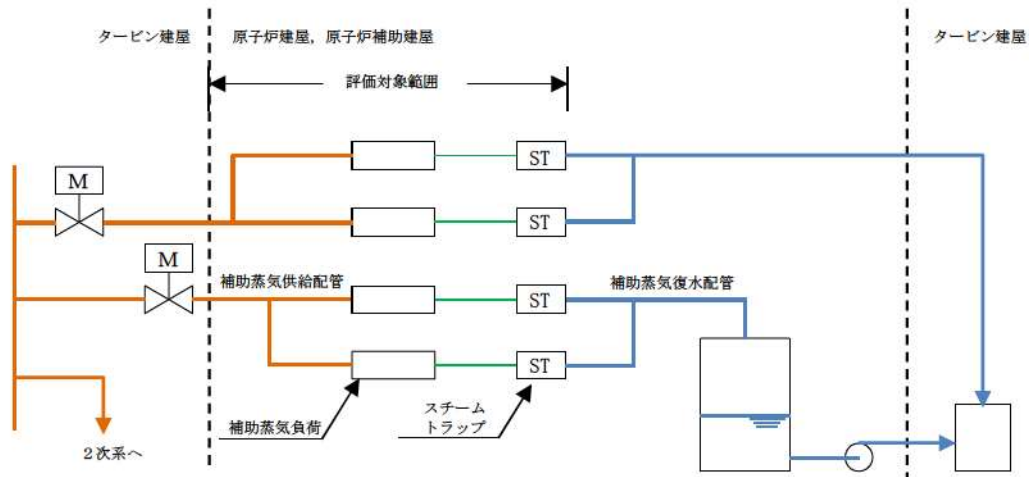 タービン建屋
原子炉建屋，原子炉補助建屋
タービン建屋
評価対象範囲
ST
M
ST
M
補助蒸気供給配管
ST
補助蒸気復水配管
ST
補助蒸気負荷
スチーム
トラップ
２次系へ